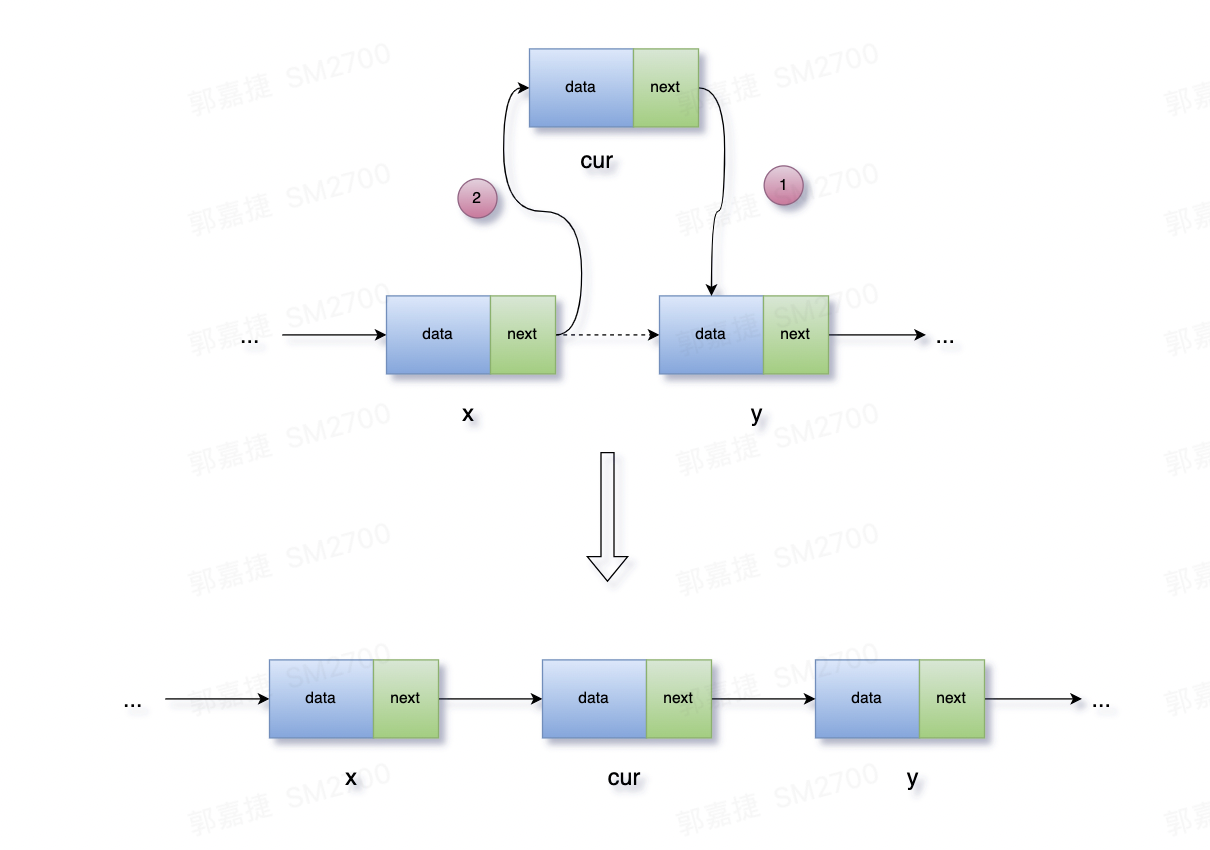 data next
cur
2
1
... data next data next ...
x y
... data next data next data next ...
x cur y
郭嘉捷 SM2700